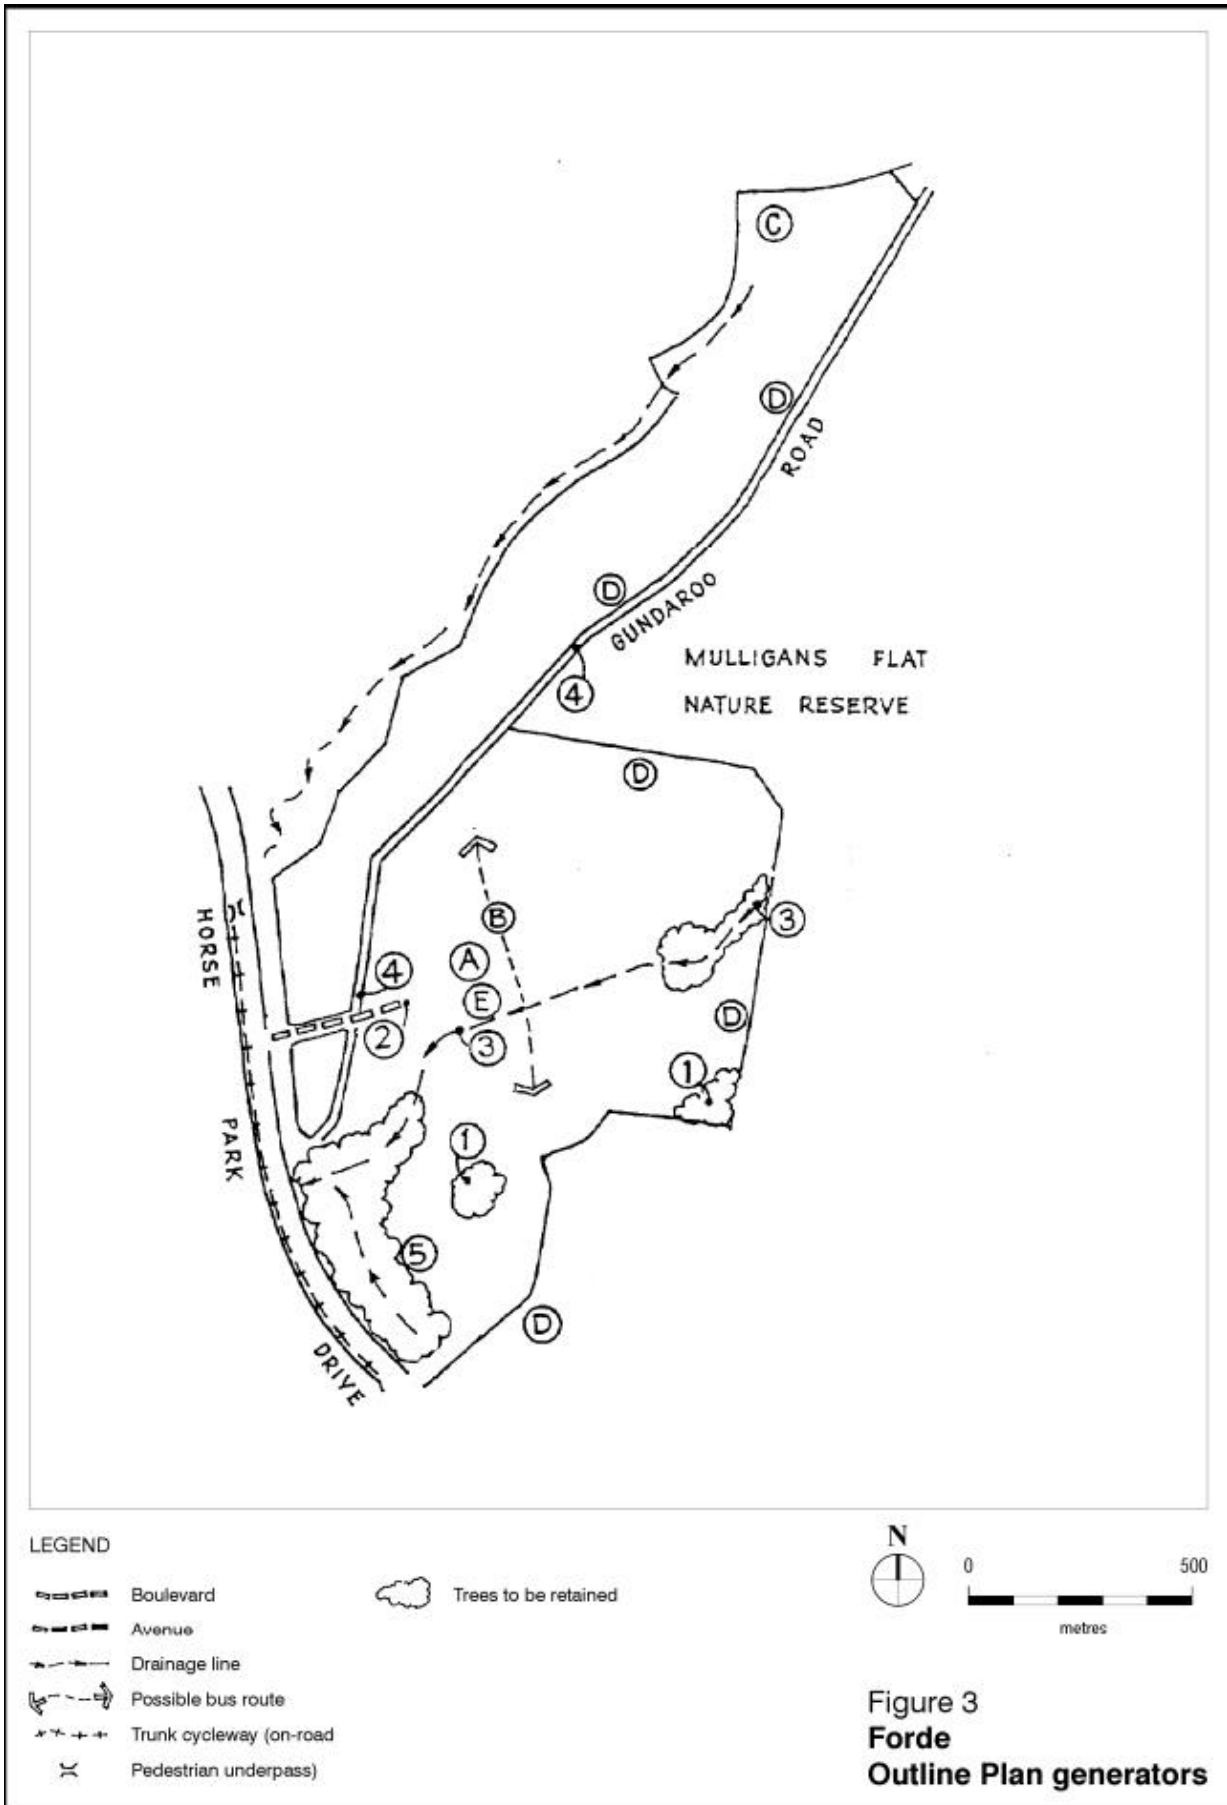 C
D
ROAD
D
GUNDAROO
MULLIGANS FLAT
4
NATURE RESERVE
D
B
3
HORSE
A
4
E
D
2
3
1
PARK
1
5
D
DRIVE
LEGEND
Boulevard
Avenue
Drainage line
Possible bus route
Trunk cycleway (on-road
Pedestrian underpass)
Trees to be retained
N
0 500
metres
Figure 3
Forde
Outline Plan generators